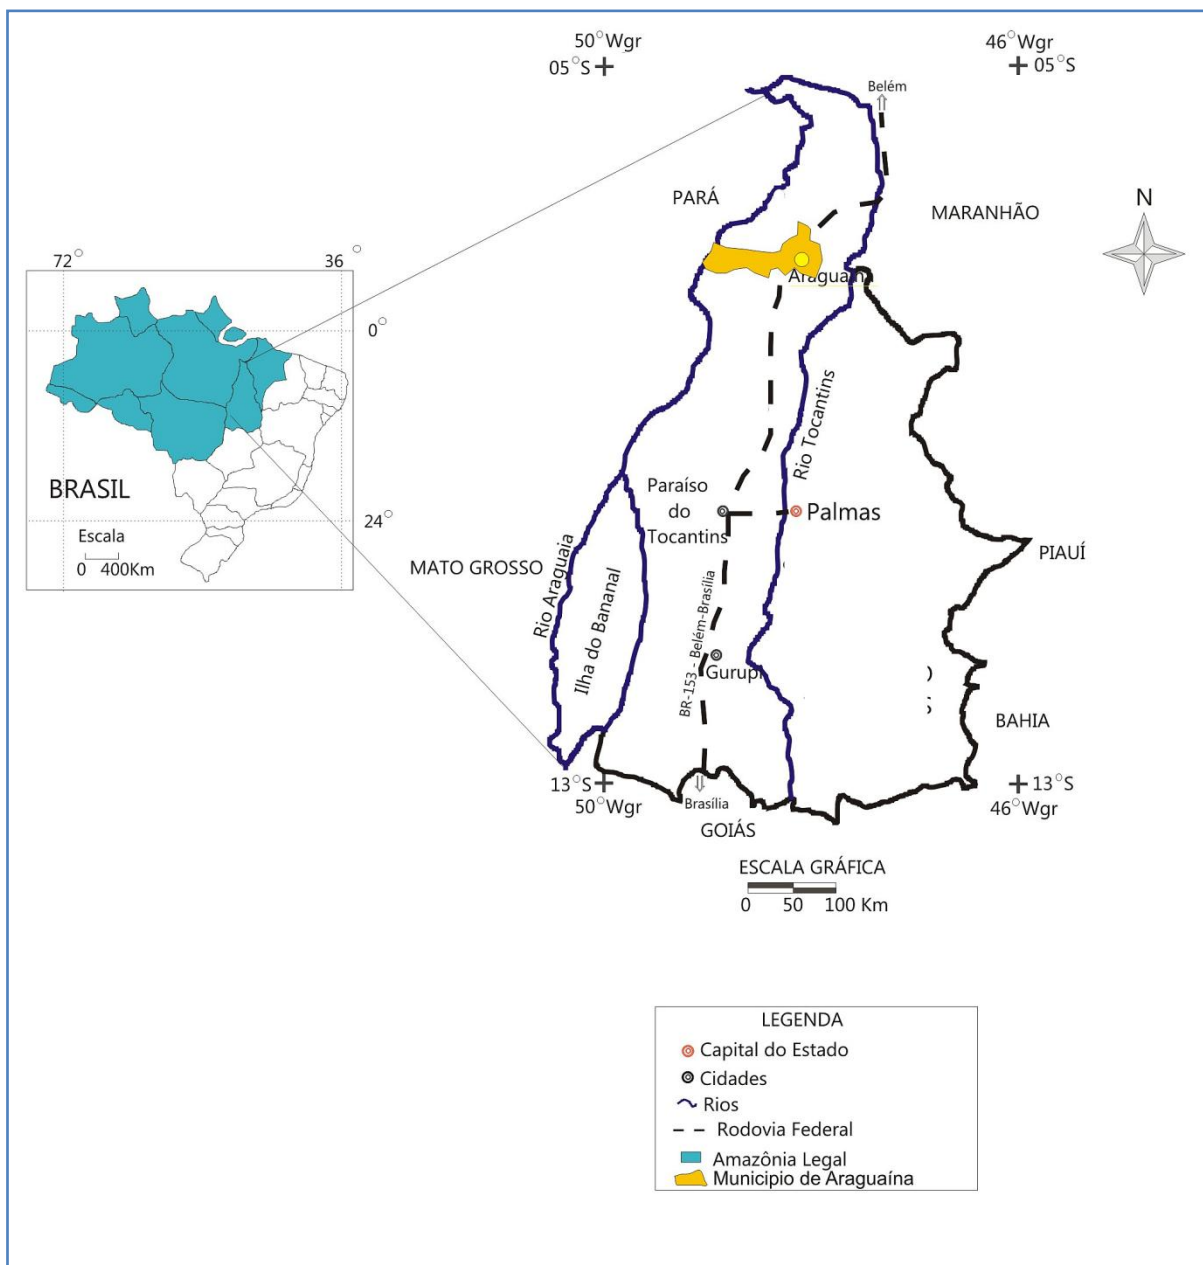 50°Wgr
05°S
46°Wgr
05°S
Belém
PARÁ
MARANHÃO
N
Araguaína
72°
36°
0°
24°
BRASIL
Escala
0 400Km
Rio Tocantins
Paraíso
do
Tocantins
Palmas
PIAUÍ
MATO GROSSO
Rio Araguaia
Ilha do Bananal
BR-153 - Belém-Brasília
Gurupi
BAHIA
13°S
50°Wgr
13°S
46°Wgr
Brasília
GOIÁS
ESCALA GRÁFICA
0 50 100 Km
LEGENDA
Capital do Estado
Cidades
Rios
Rodovia Federal
Amazônia Legal
Municipio de Araguaína